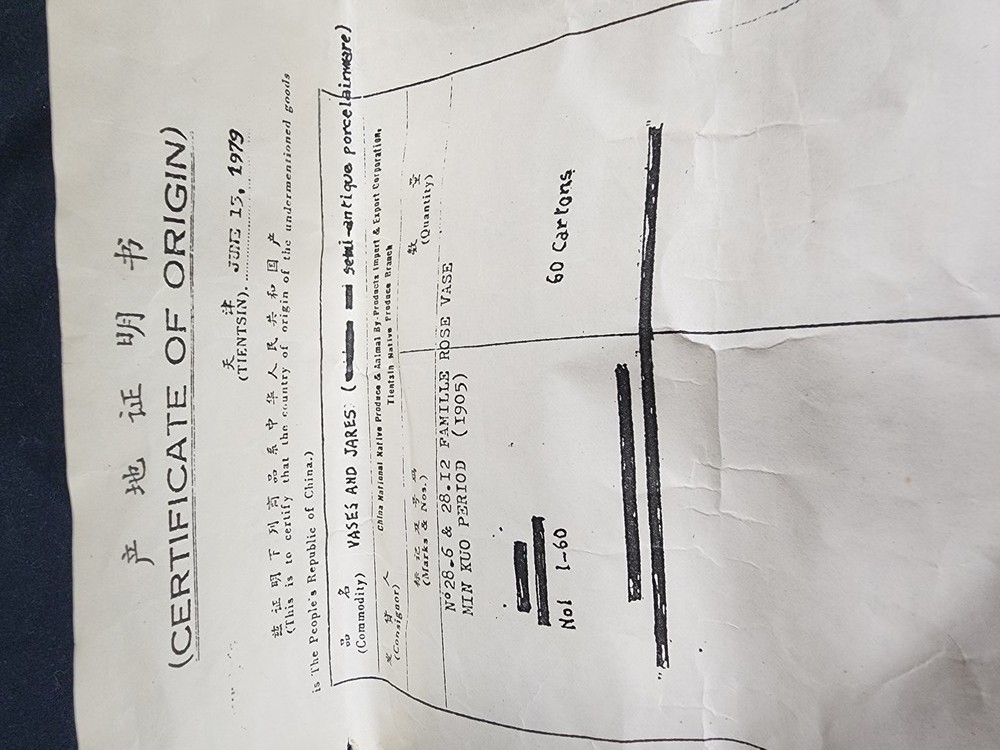 产 地 证 明 书
(CERTIFICATE OF ORIGIN)
天 津
(TIENTSIN). JUNE 15, 1979
兹 证 明 下 列 商 品 系 中 华 人 民 共 和 国 产
(This is to certify that the country of origin of the undermentioned goods
is The People's Republic of China.)
品 名
(Commodity) VASES AND JARES: ( semi-antique porcelainware)
发 货 人 China National Native Produce & Animal By-Products Import & Export Corporation,
(Consignor) Tientsin Native Produce Branch
标 记 及 号 码 数 量
(Marks & Nos.) (Quantity)
N°28.6 & 28.12 FAMILLE ROSE VASE
MIN KUO PERIOD (1905)
60 Cartons
No1 1-60